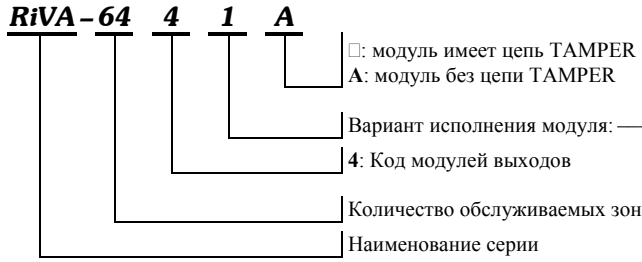 RiVA – 64 4 1 A
□: модуль имеет цепь TAMPER
A: модуль без цепи TAMPER
Вариант исполнения модуля: —
4: Код модулей выходов
Количество обслуживаемых зон
Наименование серии